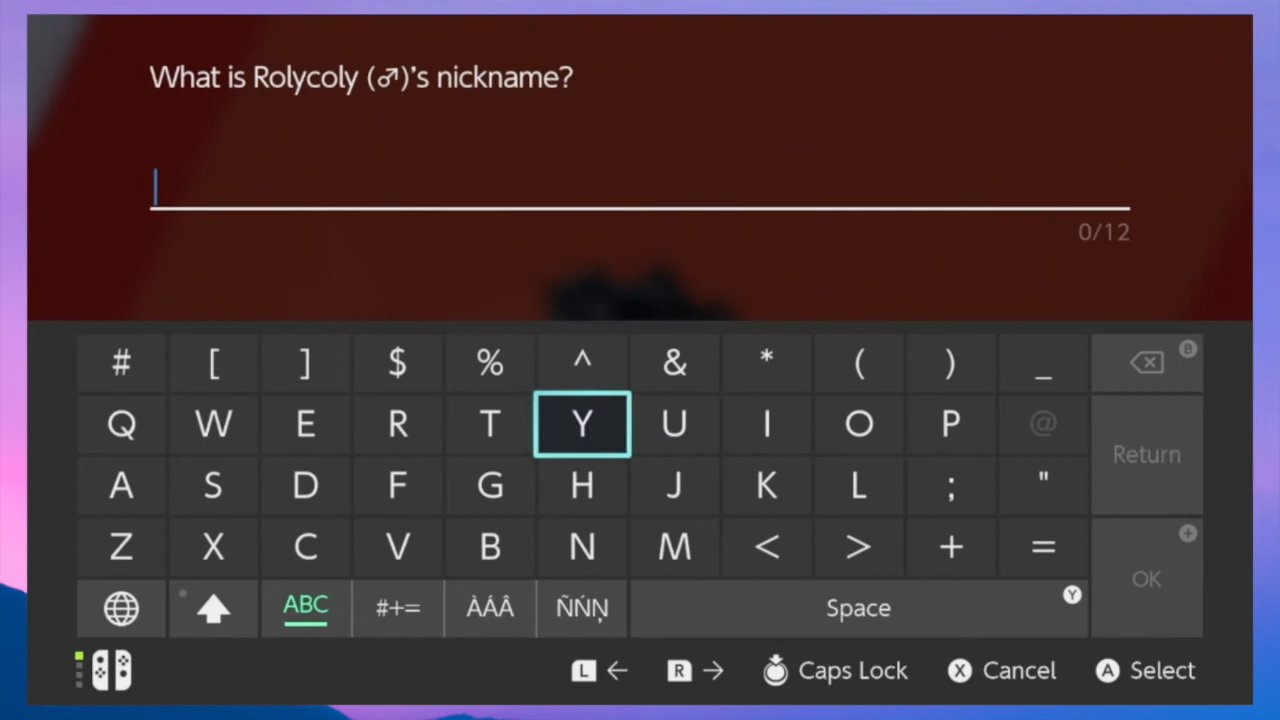 What is Rolycoly (♂)'s nickname?
0/12
# [ ] $ % ^ & * ( ) _ B
Q W E R T Y U I O P @ Return
A S D F G H J K L ; "
Z X C V B N M < > + = OK +
ABC #+= ÀÁÂ ÑŃŅ Space Y
L ← R → Caps Lock X Cancel A Select